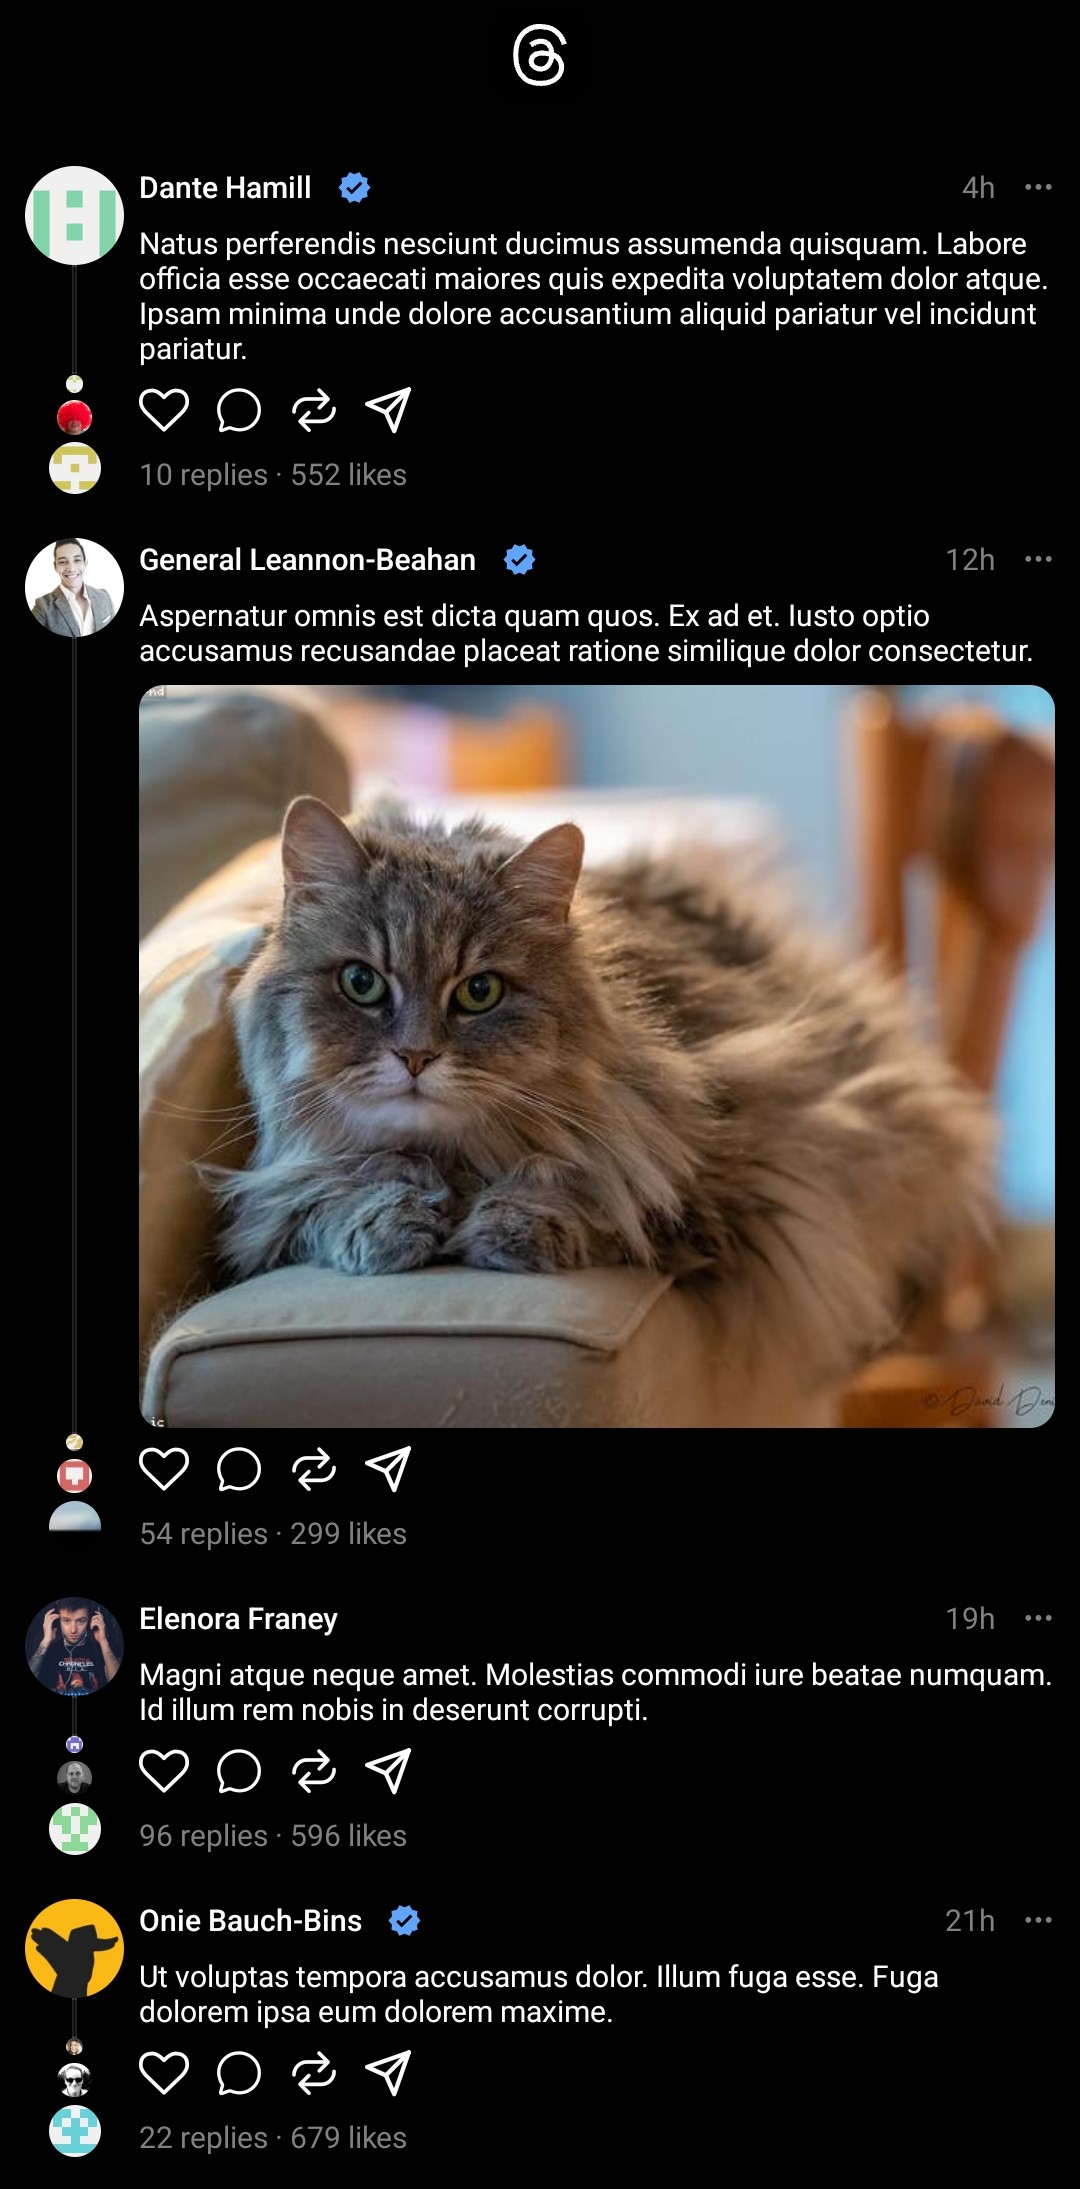 Dante Hamill
4h
Natus perferendis nesciunt ducimus assumenda quisquam. Labore
officia esse occaecati maiores quis expedita voluptatem dolor atque.
Ipsam minima unde dolore accusantium aliquid pariatur vel incidunt
pariatur.
10 replies · 552 likes
General Leannon-Beahan
12h
Aspernatur omnis est dicta quam quos. Ex ad et. Iusto optio
accusamus recusandae placeat ratione similique dolor consectetur.
© David Deni
54 replies · 299 likes
Elenora Franey
19h
Magni atque neque amet. Molestias commodi iure beatae numquam.
Id illum rem nobis in deserunt corrupti.
96 replies · 596 likes
Onie Bauch-Bins
21h
Ut voluptas tempora accusamus dolor. Illum fuga esse. Fuga
dolorem ipsa eum dolorem maxime.
22 replies · 679 likes